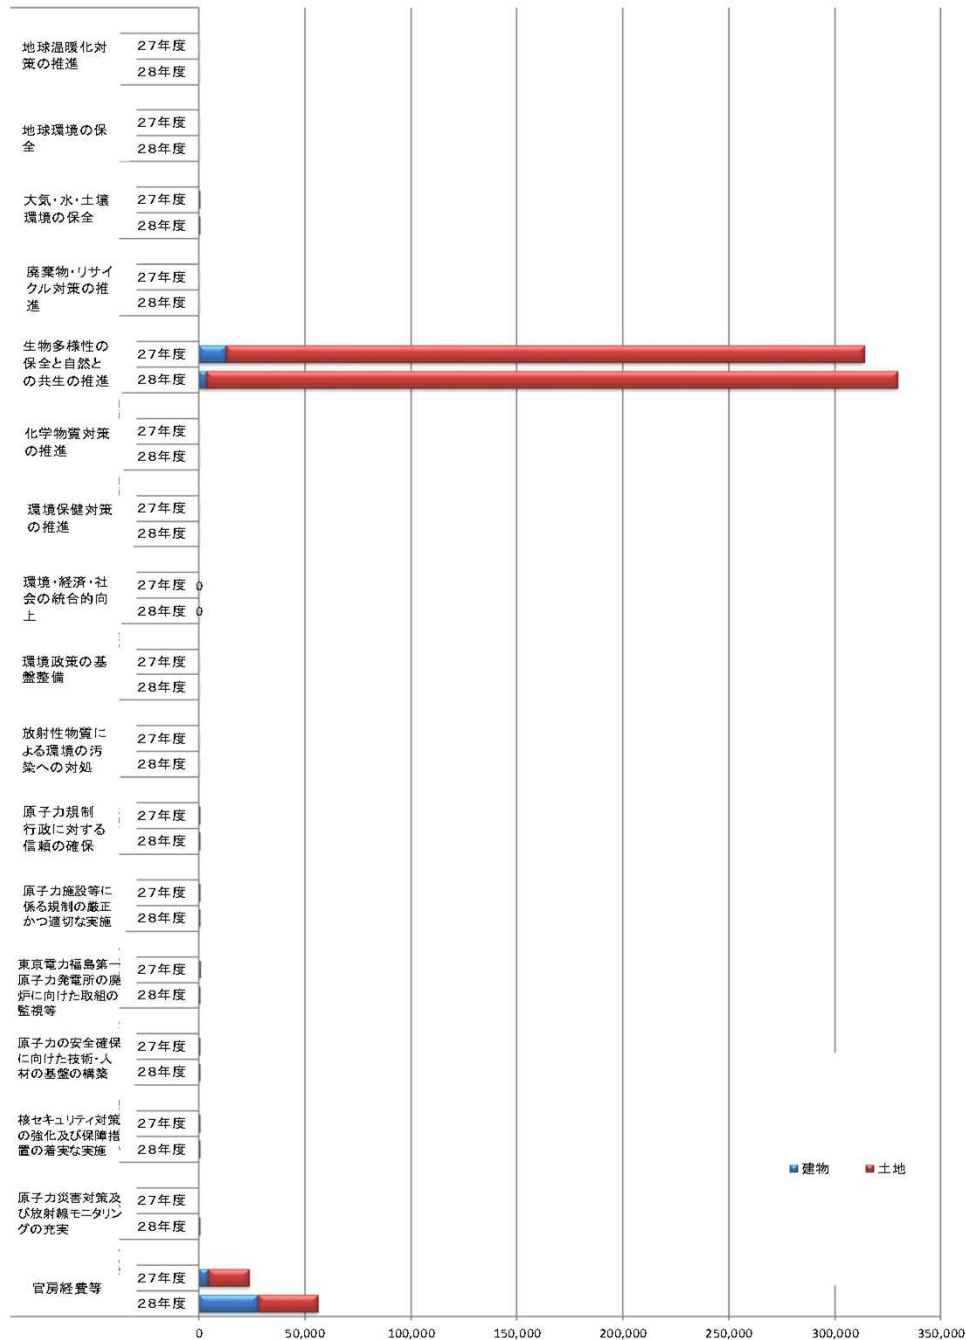 地球温暖化対
策の推進
27年度
28年度
地球環境の保
全
27年度
28年度
大気・水・土壌
環境の保全
27年度
28年度
廃棄物・リサイ
クル対策の推
進
27年度
28年度
生物多様性の
保全と自然と
の共生の推進
27年度
28年度
化学物質対策
の推進
27年度
28年度
環境保健対策
の推進
27年度
28年度
環境・経済・社
会の統合的向
上
27年度 0
28年度 0
環境政策の基
盤整備
27年度
28年度
放射性物質に
よる環境の汚
染への対処
27年度
28年度
原子力規制
行政に対する
信頼の確保
27年度
28年度
原子力施設等に
係る規制の厳正
かつ適切な実施
27年度
28年度
東京電力福島第一
原子力発電所の廃
炉に向けた取組の
監視等
27年度
28年度
原子力の安全確保
に向けた技術・人
材の基盤の構築
27年度
28年度
核セキュリティ対策
の強化及び保障措
置の着実な実施
27年度
28年度
建物 土地
原子力災害対策及
び放射線モニタリン
グの充実
27年度
28年度
官房経費等
27年度
28年度
0 50,000 100,000 150,000 200,000 250,000 300,000 350,000